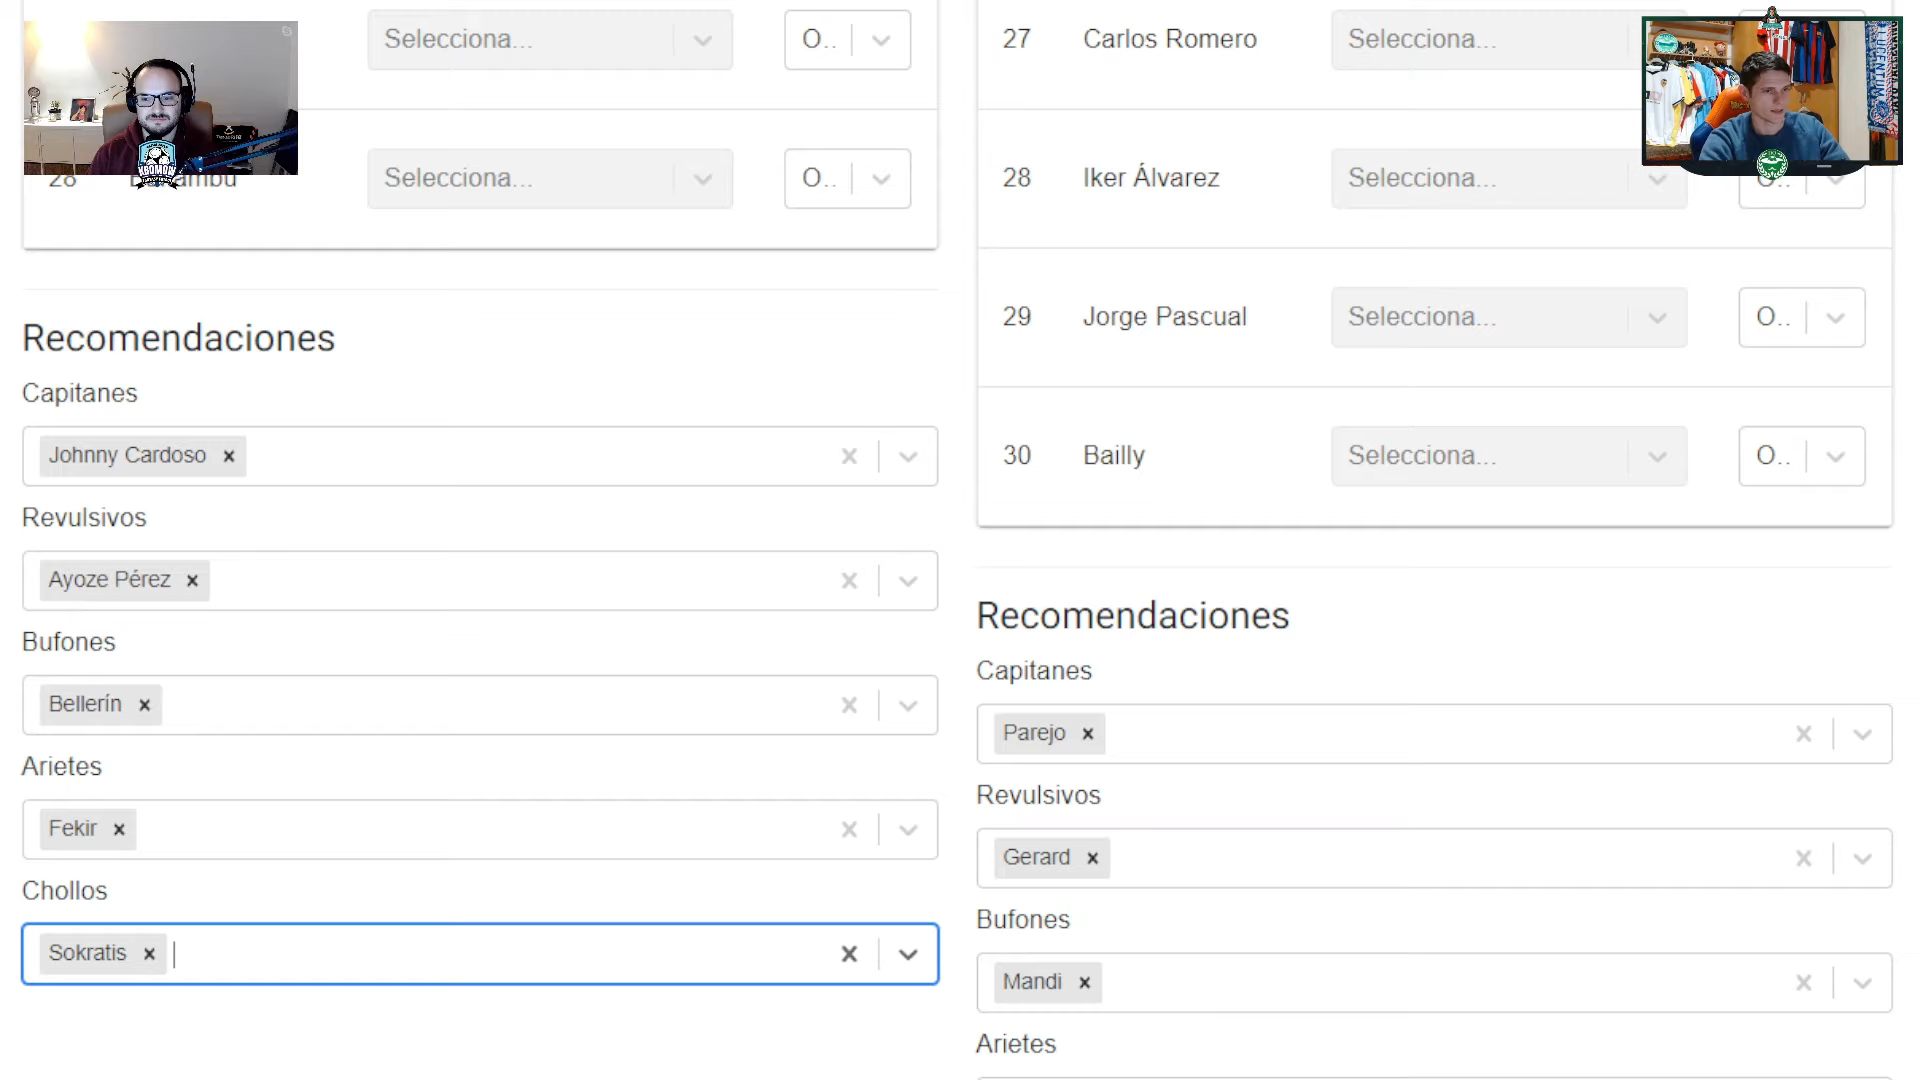 Selecciona...
O..
28
Selecciona...
O..
Recomendaciones
Capitanes
Johnny Cardoso
Revulsivos
Ayoze Pérez
Bufones
Bellerín
Arietes
Fekir
Chollos
Sokratis
27 Carlos Romero Selecciona...
28 Iker Álvarez Selecciona...
29 Jorge Pascual Selecciona... O..
30 Bailly Selecciona... O..
Recomendaciones
Capitanes
Parejo
Revulsivos
Gerard
Bufones
Mandi
Arietes